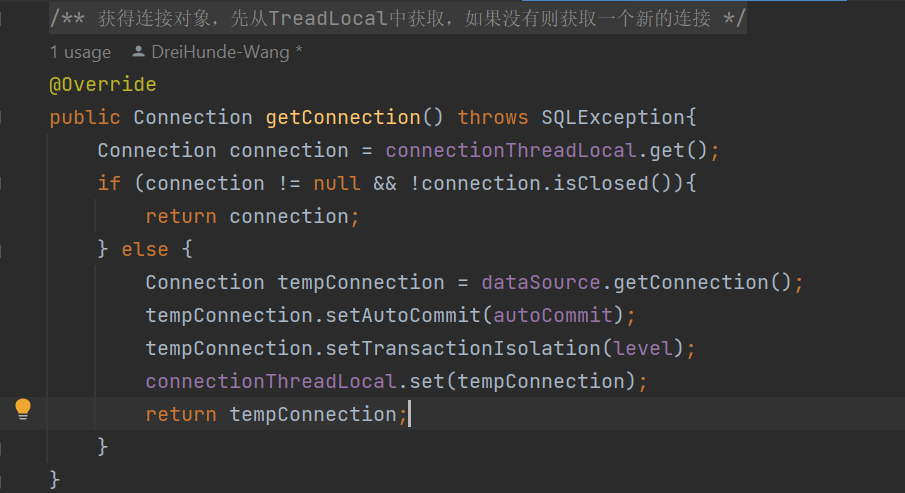 /** 获得连接对象，先从TreadLocal中获取，如果没有则获取一个新的连接 */
1 usage DreiHunde-Wang *
@Override
public Connection getConnection() throws SQLException{
Connection connection = connectionThreadLocal.get();
if (connection != null && !connection.isClosed()){
return connection;
} else {
Connection tempConnection = dataSource.getConnection();
tempConnection.setAutoCommit(autoCommit);
tempConnection.setTransactionIsolation(level);
connectionThreadLocal.set(tempConnection);
return tempConnection;
}
}